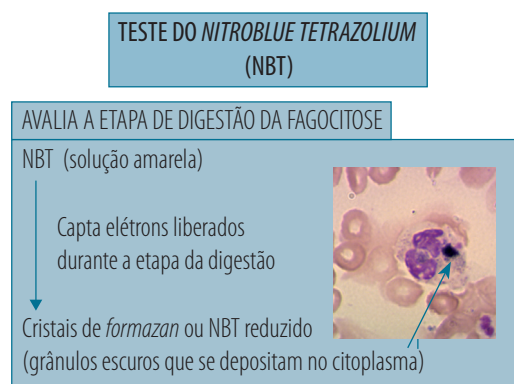 TESTE DO NITROBLUE TETRAZOLIUM
(NBT)
AVALIA A ETAPA DE DIGESTÃO DA FAGOCITOSE
NBT (solução amarela)
Capta elétrons liberados
durante a etapa da digestão
Cristais de formazan ou NBT reduzido
(grânulos escuros que se depositam no citoplasma)